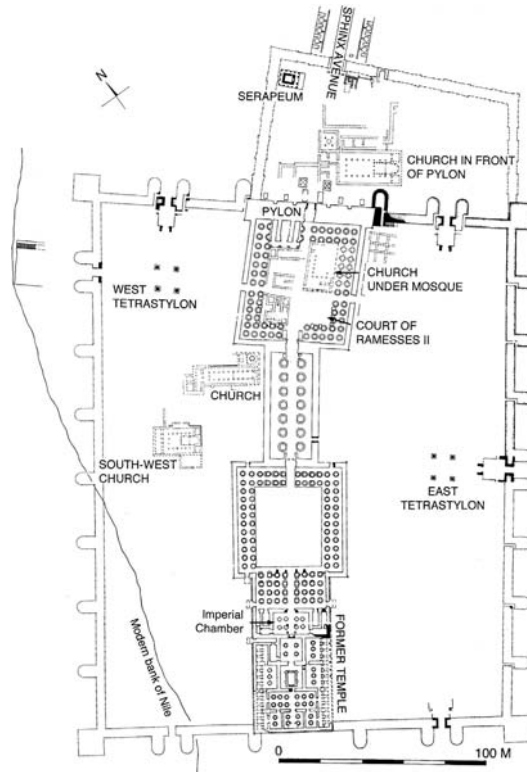 SPHINX AVENUE
N
SERAPEUM
CHURCH IN FRONT
OF PYLON
PYLON
CHURCH
UNDER MOSQUE
WEST
TETRASTYLON
COURT OF
RAMESSES II
CHURCH
SOUTH-WEST
CHURCH
EAST
TETRASTYLON
Imperial
Chamber
FORMER TEMPLE
Modern bank of Nile
0 100 M